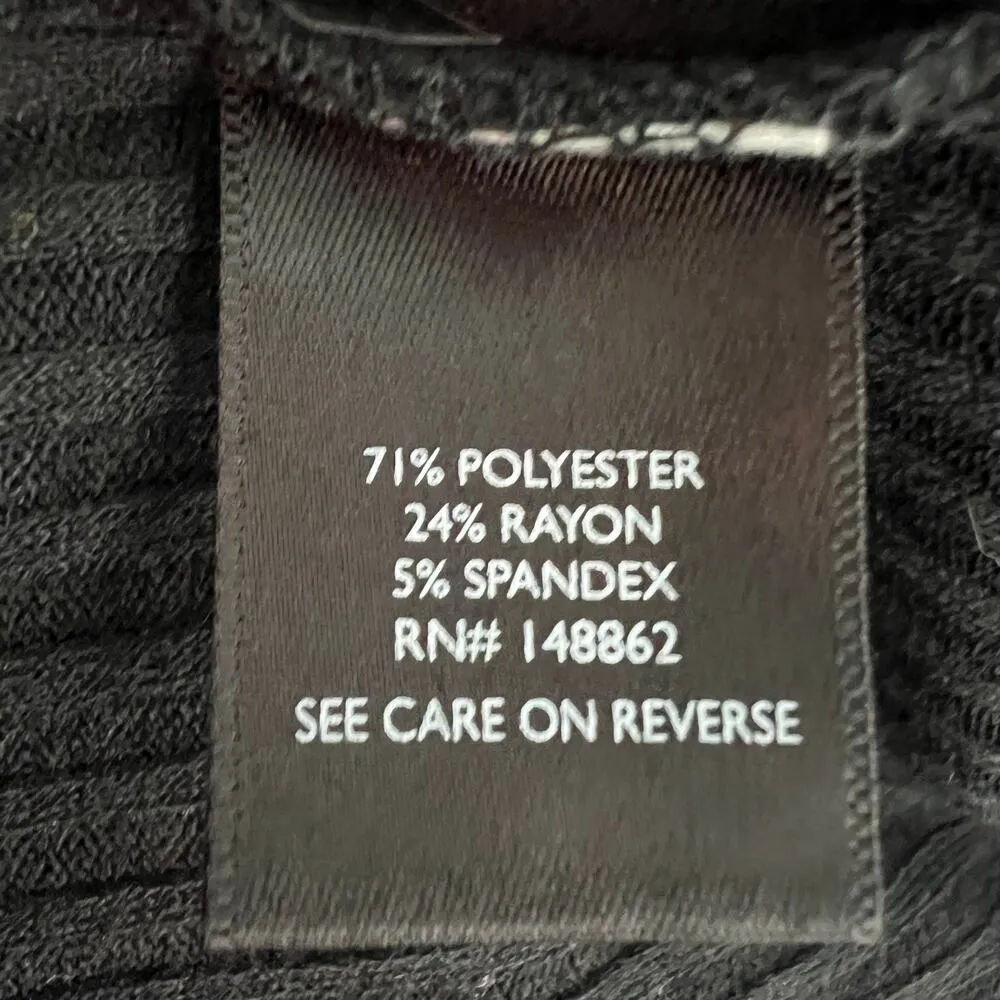 71% POLYESTER
24% RAYON
5% SPANDEX
RN# 148862
SEE CARE ON REVERSE